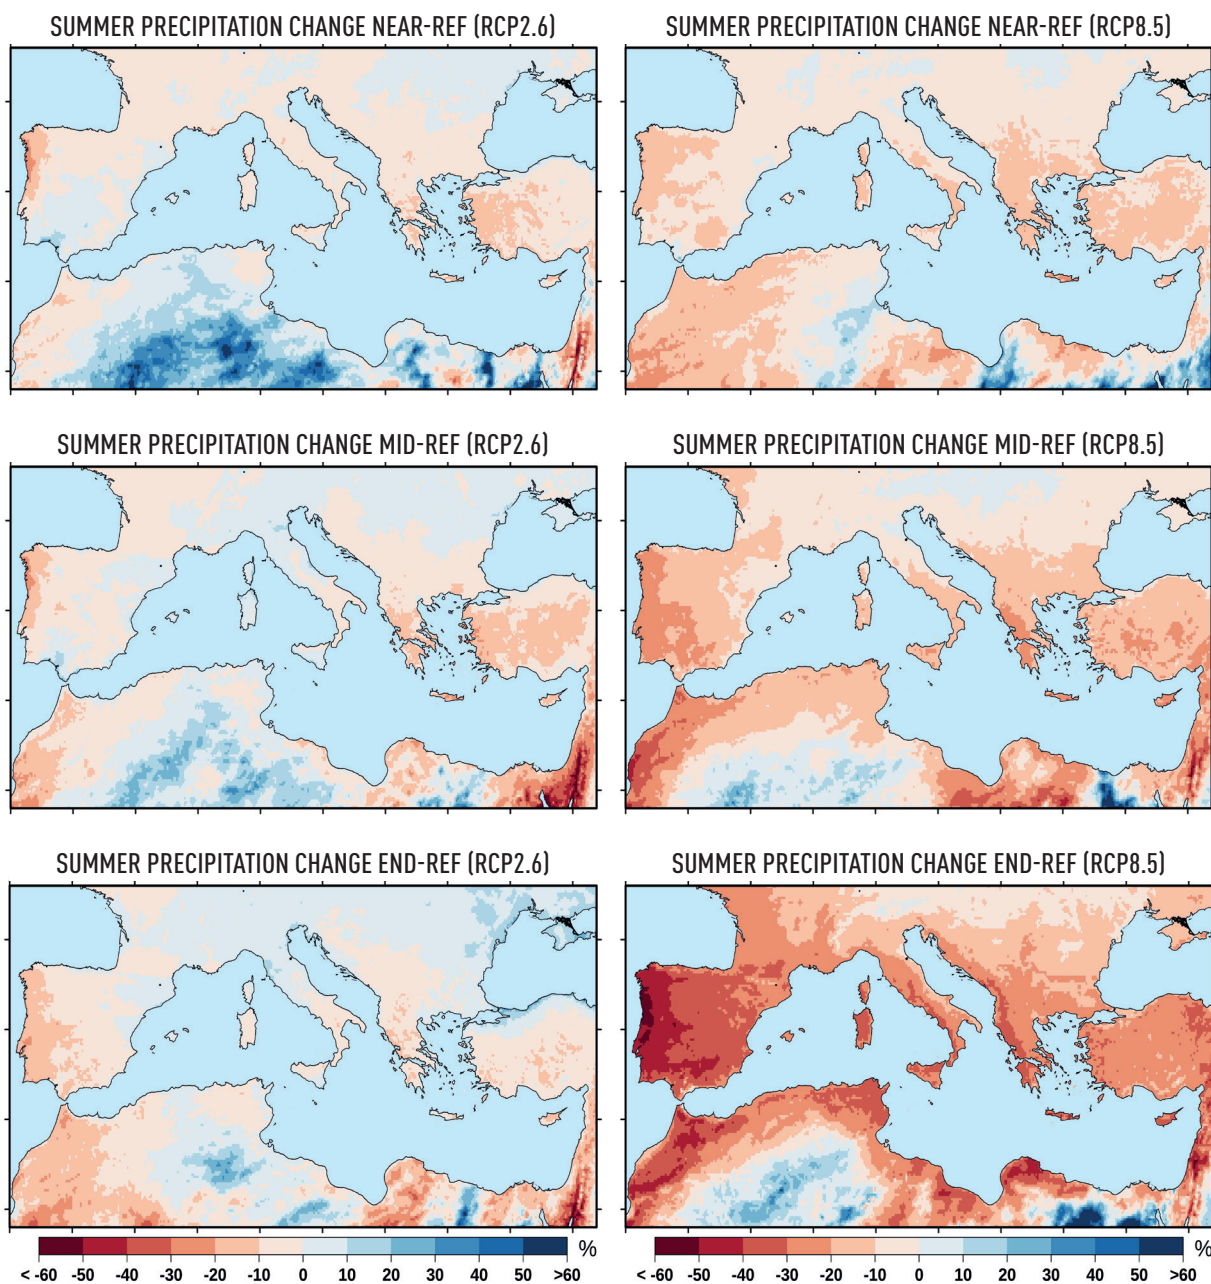 SUMMER PRECIPITATION CHANGE NEAR-REF (RCP2.6)
SUMMER PRECIPITATION CHANGE NEAR-REF (RCP8.5)
SUMMER PRECIPITATION CHANGE MID-REF (RCP2.6)
SUMMER PRECIPITATION CHANGE MID-REF (RCP8.5)
SUMMER PRECIPITATION CHANGE END-REF (RCP2.6)
SUMMER PRECIPITATION CHANGE END-REF (RCP8.5)
%
< -60 -50 -40 -30 -20 -10 0 10 20 30 40 50 >60
%
< -60 -50 -40 -30 -20 -10 0 10 20 30 40 50 >60